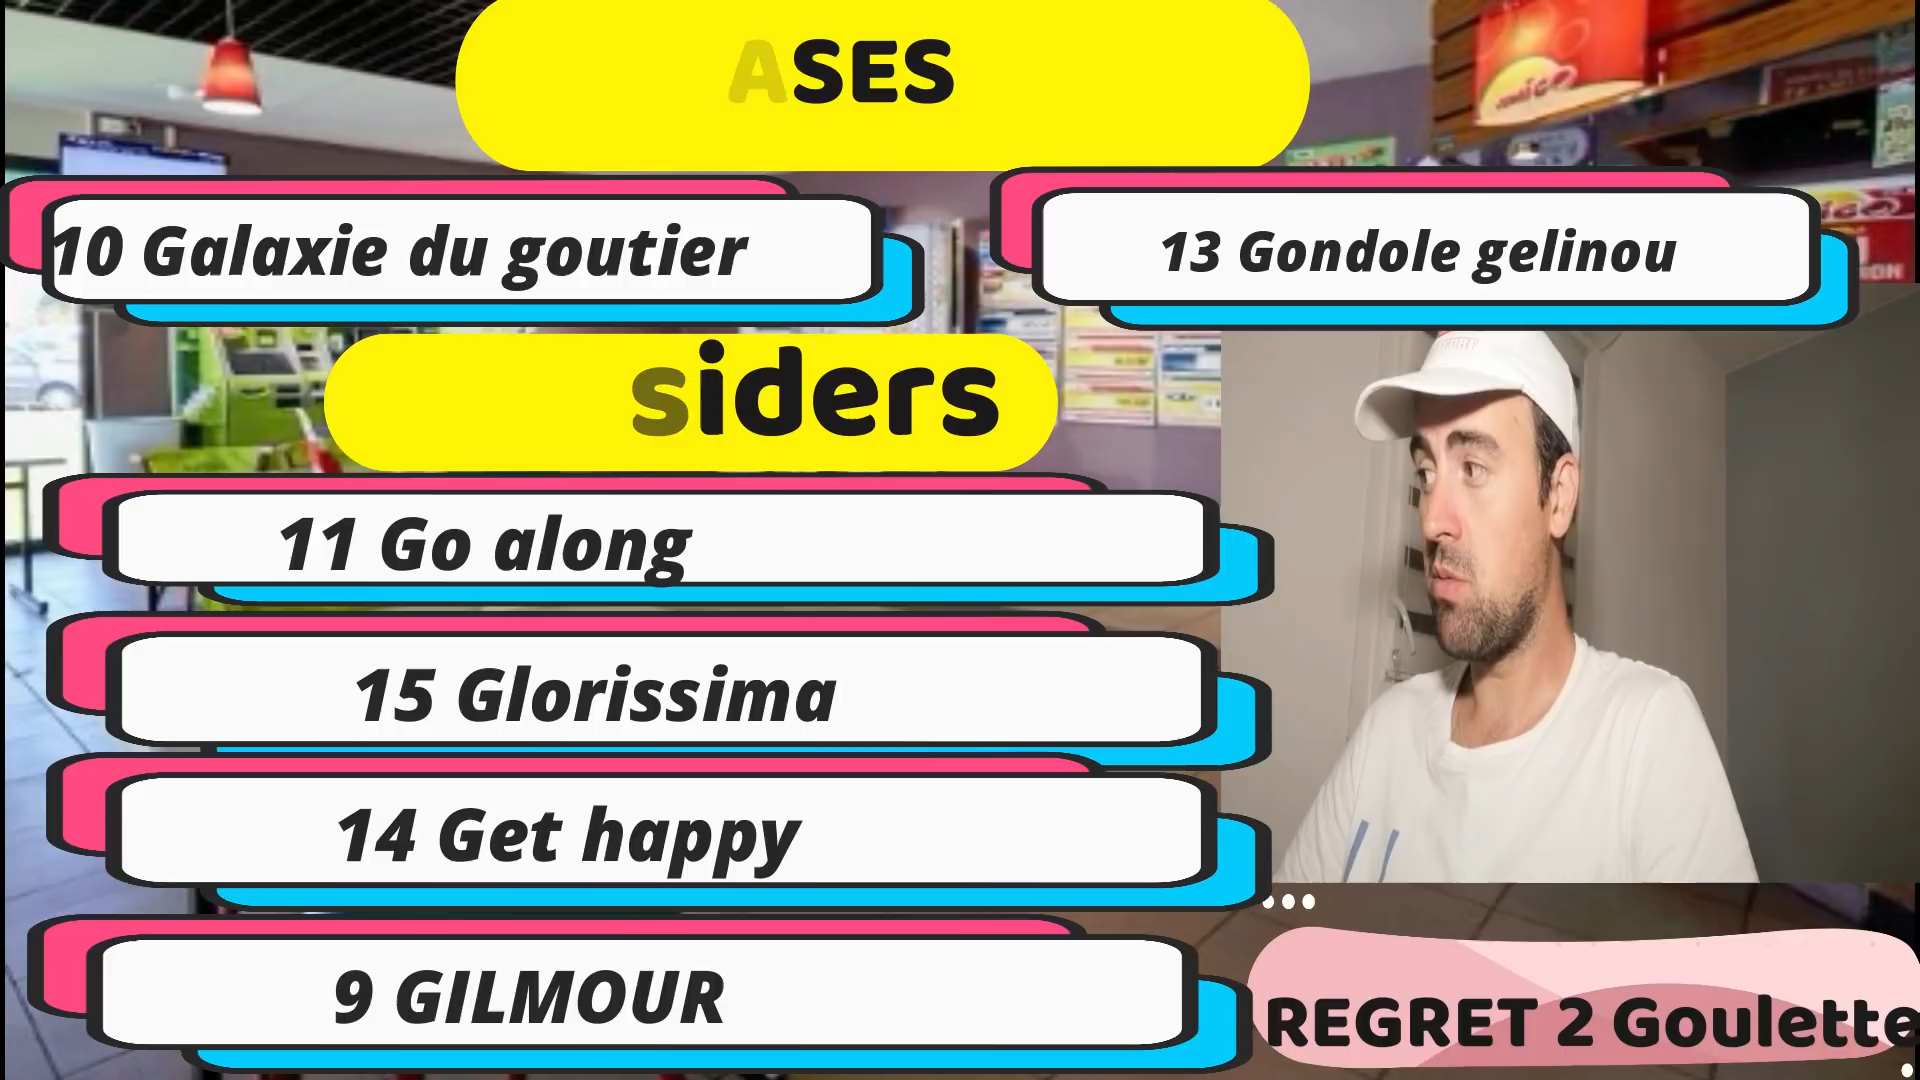 ASES
10 Galaxie du goutier
13 Gondole gelinou
siders
11 Go along
15 Glorissima
14 Get happy
9 GILMOUR
REGRET 2 Goulette